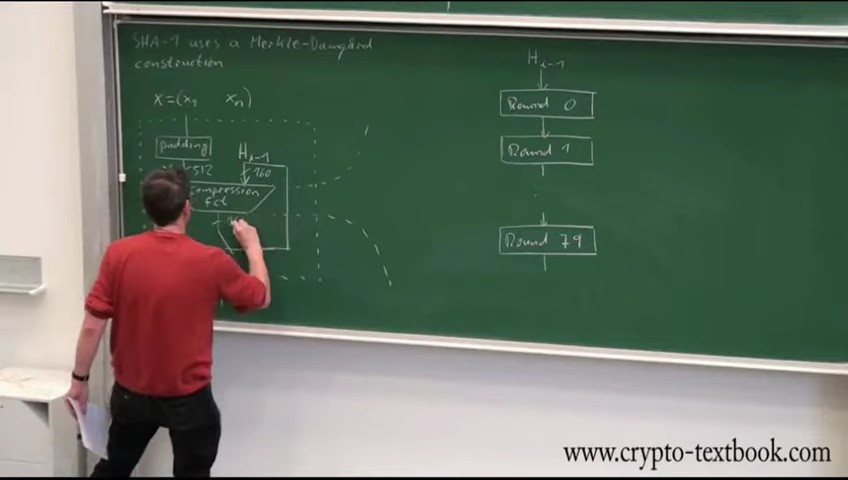 SHA-1 uses a Merkle-Damgård
construction
X=(x1 xn)
padding
512
Hi-1
160
compression
fct
Hi-1
Round 0
Round 1
Round 79
www.crypto-textbook.com